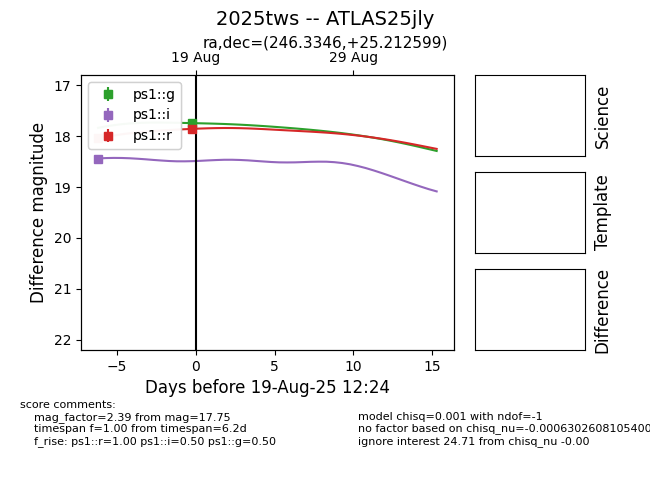 2025tws -- ATLAS25jly
ra,dec=(246.3346,+25.212599)
19 Aug
29 Aug
17
18
19
20
21
22
Difference magnitude
ps1::g
ps1::i
ps1::r
−5
0
5
10
15
Days before 19-Aug-25 12:24
Science
Template
Difference
score comments:
mag_factor=2.39 from mag=17.75
timespan f=1.00 from timespan=6.2d
f_rise: ps1::r=1.00 ps1::i=0.50 ps1::g=0.50
model chisq=0.001 with ndof=-1
no factor based on chisq_nu=-0.0006302608105400
ignore interest 24.71 from chisq_nu -0.00